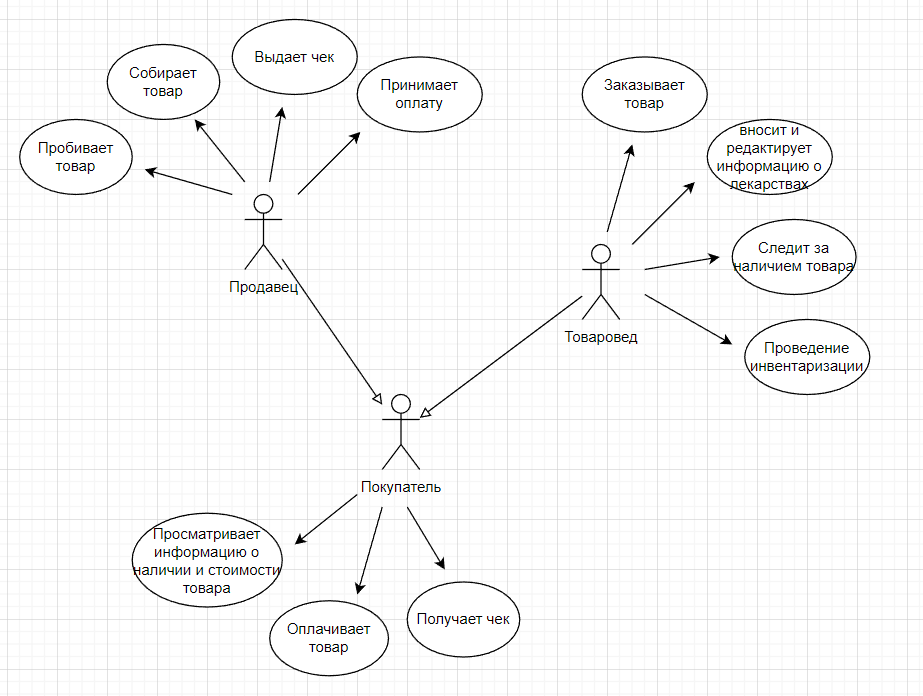 Выдает чек
Собирает
товар
Принимает
оплату
Пробивает
товар
Продавец
Заказывает
товар
вносит и
редактирует
информацию о
лекарствах
Следит за
наличием товара
Проведение
инвентаризации
Товаровед
Покупатель
Просматривает
информацию о
наличии и стоимости
товара
Оплачивает
товар
Получает чек